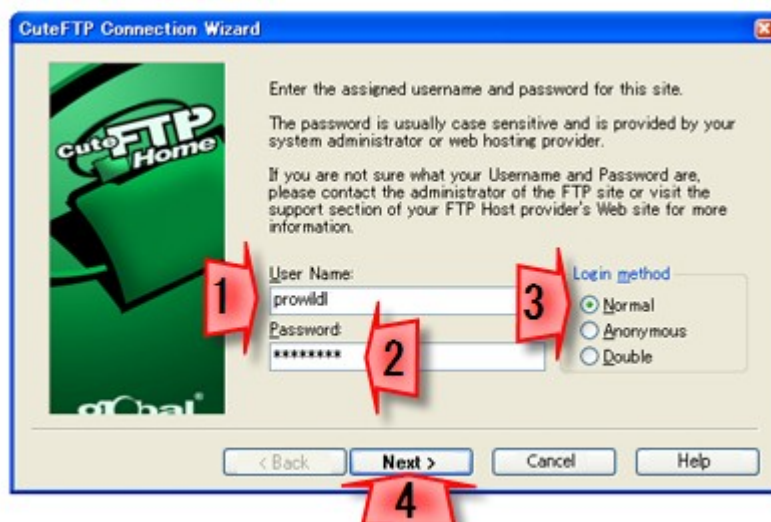 CuteFTP Connection Wizard
Enter the assigned username and password for this site.
The password is usually case sensitive and is provided by your
system administrator or web hosting provider.
If you are not sure what your Username and Password are,
please contact the administrator of the FTP site or visit the
support section of your FTP Host provider's Web site for more
information.
cuteFTP
Home
1
User Name:
prowildl
Password:
********
2
3
Login method
Normal
Anonymous
Double
< Back
Next >
Cancel
Help
4